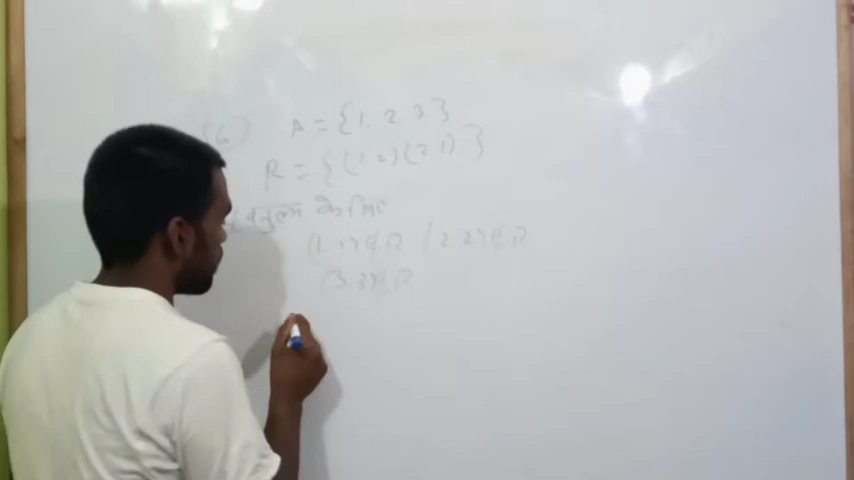 (6) A = {1, 2 3}
R = {(1 2) (2 1)}
के लिए
(1 1) ∉ R (2 2) ∉ R
(3 3) ∉ R